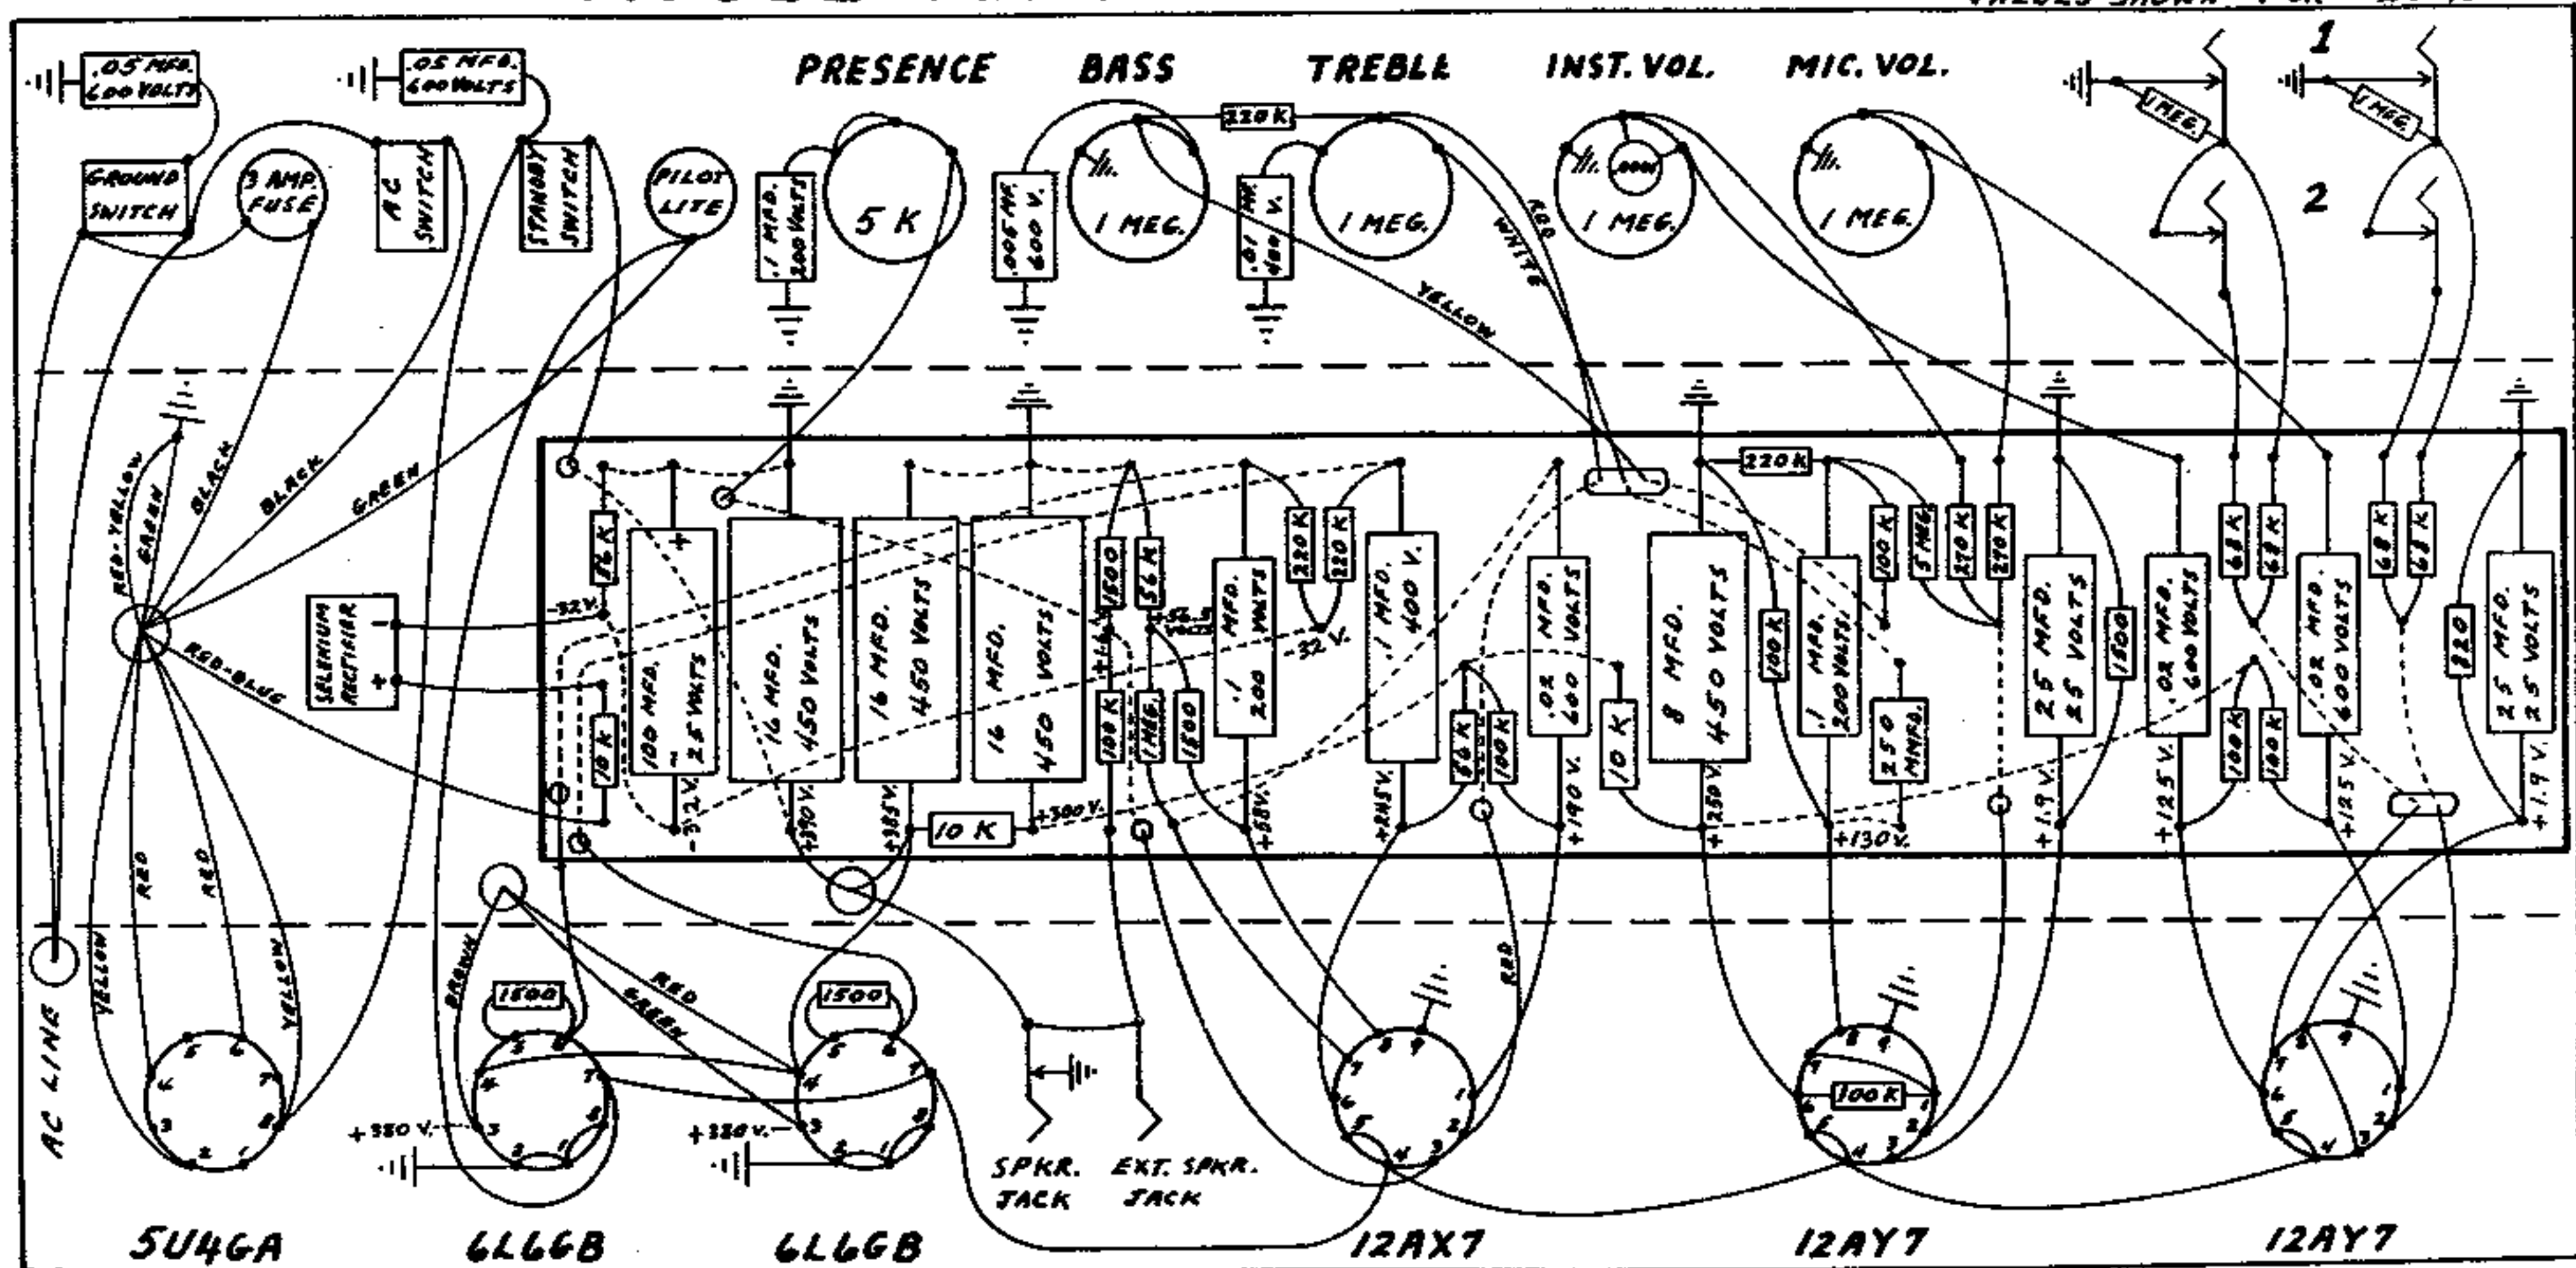 VALUES SHOWN FOR
.05 MFD.
600 VOLTS
.05 MFD.
600 VOLTS
PRESENCE
BASS
TREBLE
INST. VOL.
MIC. VOL.
1
1 MEG.
1 MEG.
220 K
GROUND
SWITCH
3 AMP.
FUSE
AC
SWITCH
STANDBY
SWITCH
PILOT
LITE
.1 MFD.
200 VOLTS
5 K
.005 MF.
600 V.
1 MEG.
.01 MF.
400 V.
1 MEG.
.0001
1 MEG.
1 MEG.
2
RED
WHITE
YELLOW
RED-YELLOW
GREEN
BLACK
BLACK
GREEN
RED-BLUE
SELENIUM
RECTIFIER
-
+
56 K
-32 V.
10 K
100 MFD.
25 VOLTS
+
-
-32 V.
16 MFD.
450 VOLTS
+390 V.
16 MFD.
450 VOLTS
+385 V.
16 MFD.
450 VOLTS
10 K
+300 V.
1500
56 K
100 K
1 MEG.
1500
.1 MFD.
200 VOLTS
+58V.
220 K
220 K
-32 V.
.1 MFD.
400 V.
+245V.
56 K
100 K
.02 MFD.
600 VOLTS
+190 V.
10 K
8 MFD.
450 VOLTS
+250V.
220 K
100 K
.1 MFD.
200 VOLTS.
+130 V.
100 K
5 MEG.
270 K
270 K
250
MMFD.
25 MFD.
25 VOLTS
+1.9 V.
1500
.02 MFD.
600 VOLTS
+125 V.
68 K
68 K
100 K
100 K
.02 MFD.
600 VOLTS
+125 V.
68 K
68 K
820
25 MFD.
25 VOLTS
+1.9 V.
AC LINE
YELLOW
RED
RED
YELLOW
BROWN
RED
GREEN
RED
1500
1500
100 K
+380 V.
+380 V.
SPKR.
JACK
EXT. SPKR.
JACK
5U4GA
6L6GB
6L6GB
12AX7
12AY7
12AY7